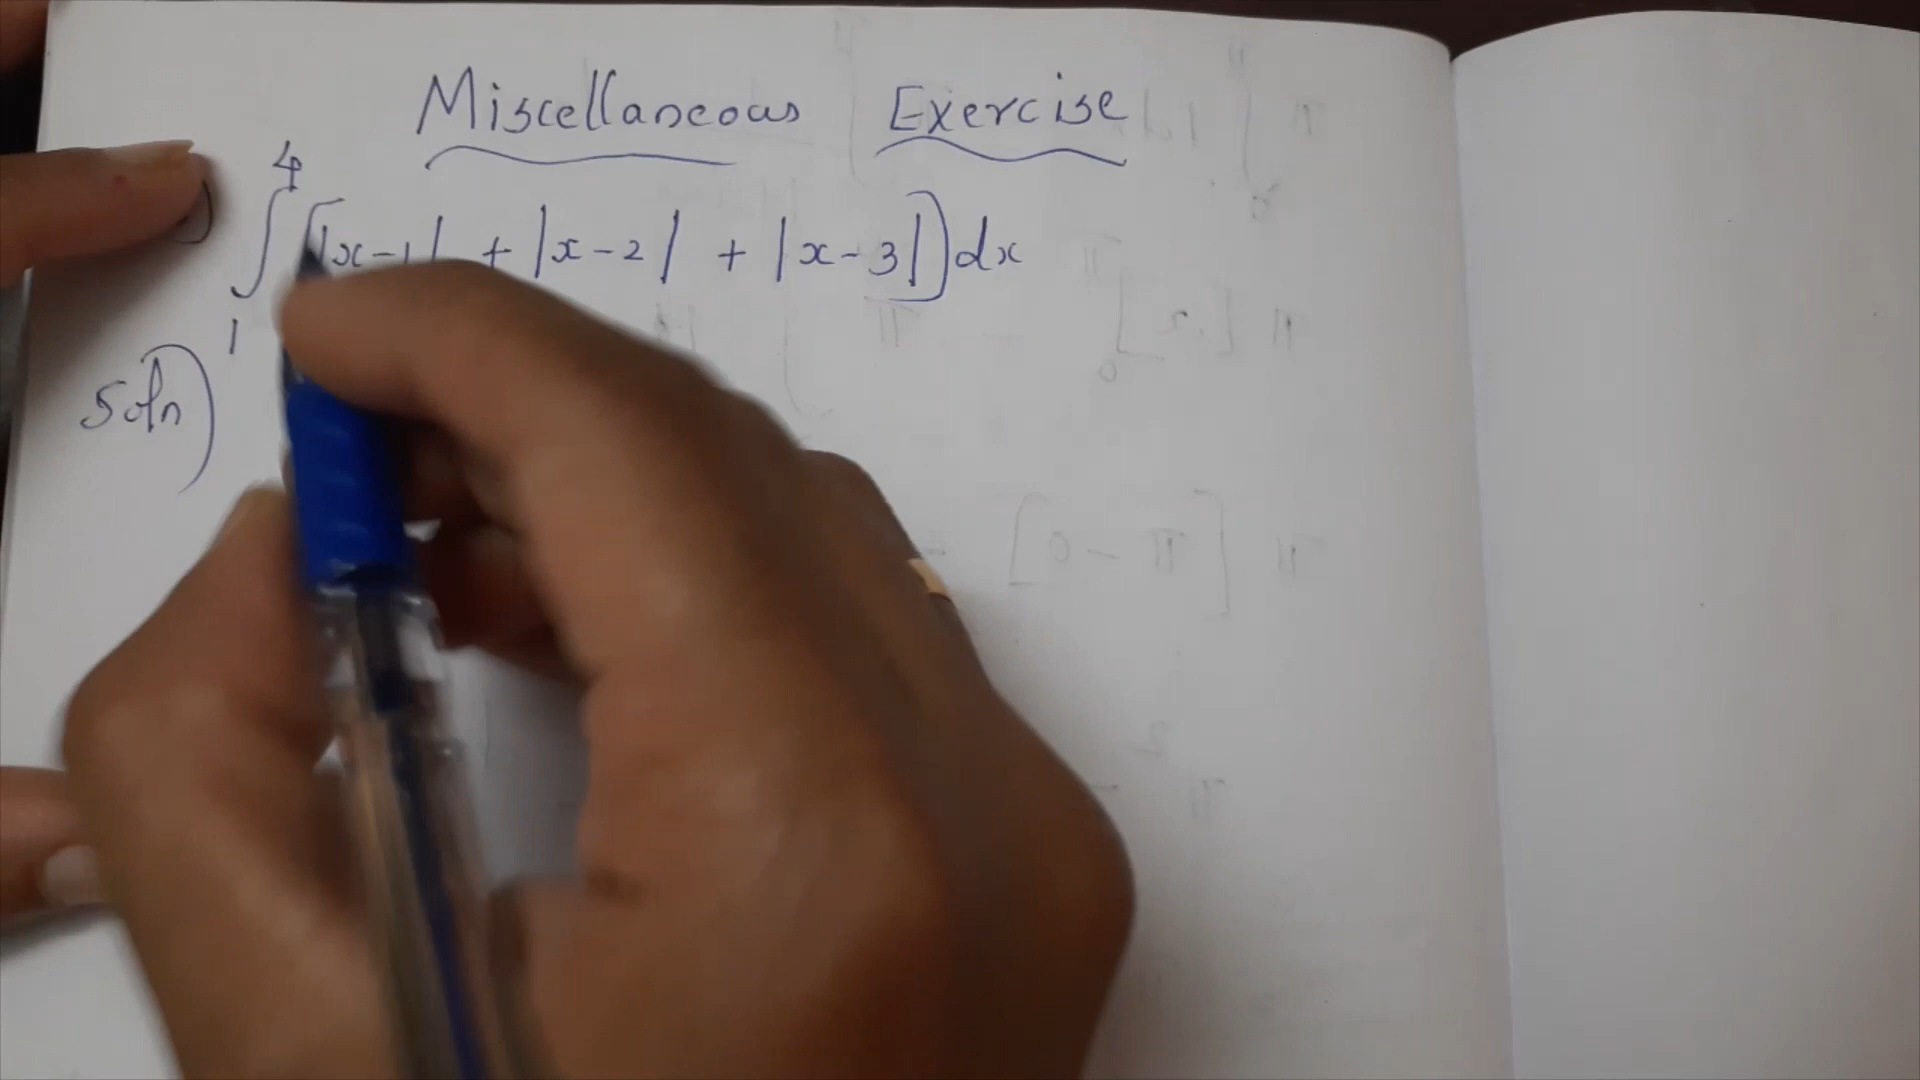 Miscellaneous Exercise
4
∫ [|x-1| + |x-2| + |x-3|] dx
1
Soln)